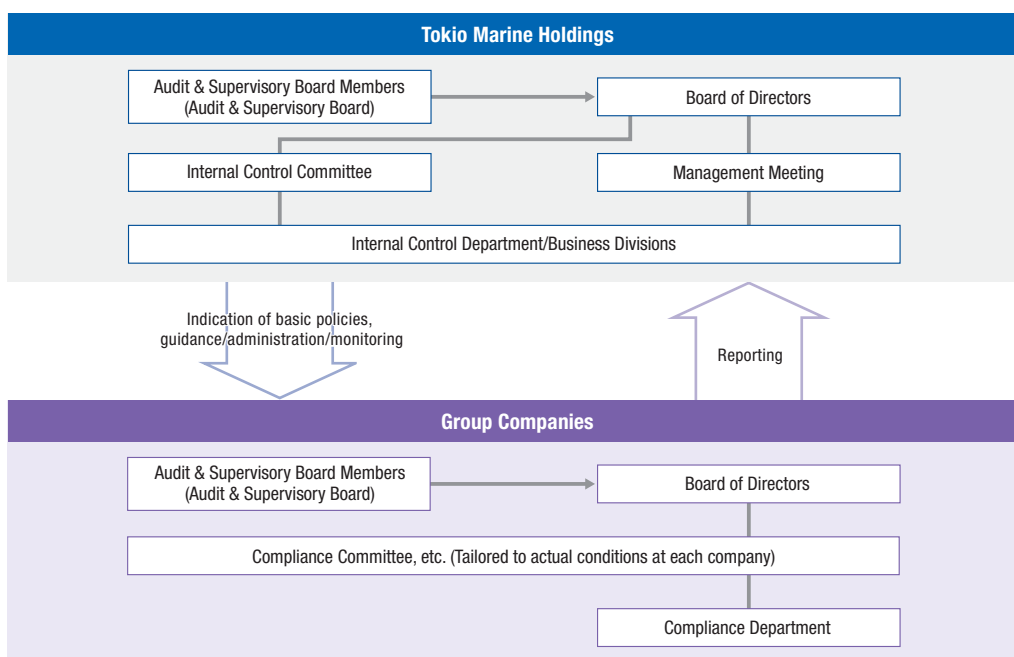 Tokio Marine Holdings
Audit & Supervisory Board Members
(Audit & Supervisory Board)
Board of Directors
Internal Control Committee
Management Meeting
Internal Control Department/Business Divisions
Indication of basic policies,
guidance/administration/monitoring
Reporting
Group Companies
Audit & Supervisory Board Members
(Audit & Supervisory Board)
Board of Directors
Compliance Committee, etc. (Tailored to actual conditions at each company)
Compliance Department